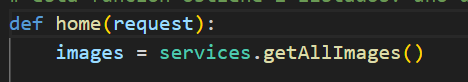 def home(request):
images = services.getAllImages()